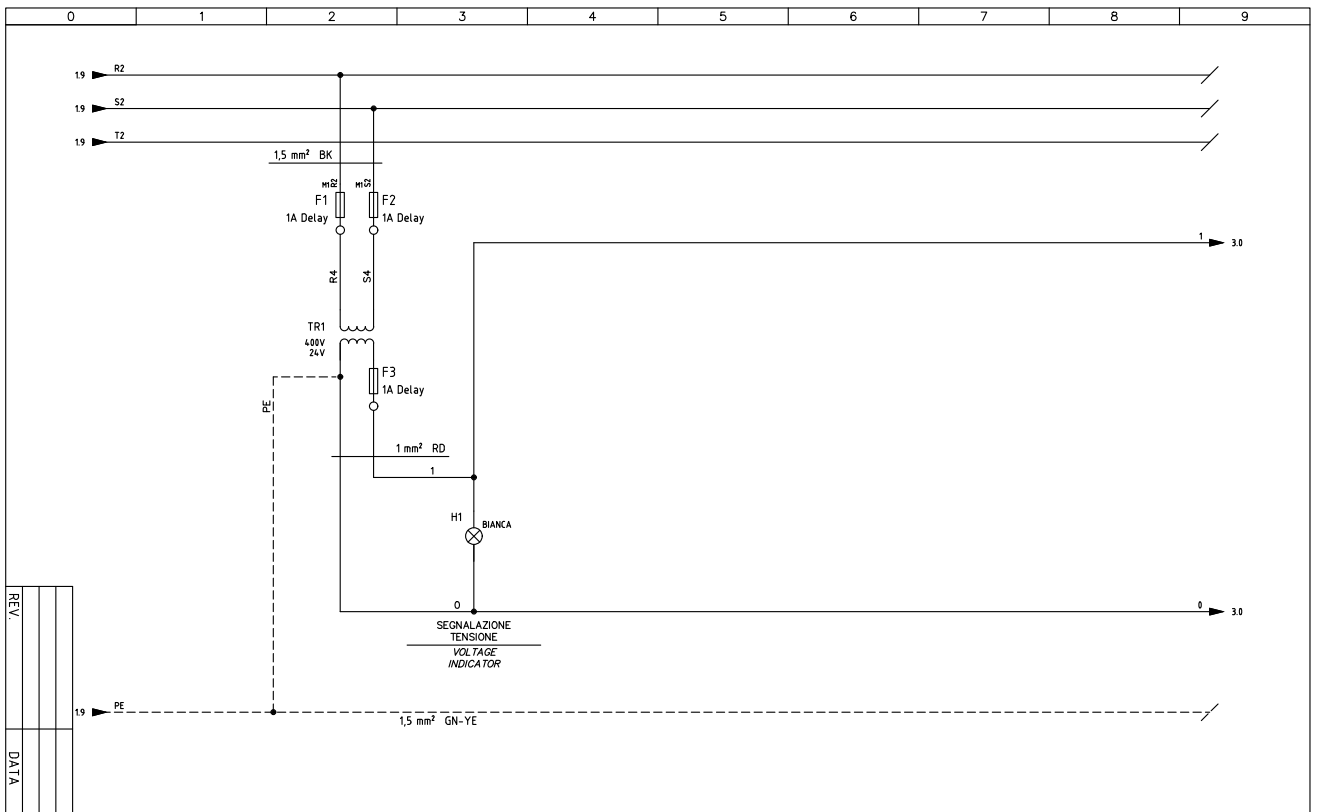 0 1 2 3 4 5 6 7 8 9
1.9 R2
1.9 S2
1.9 T2
1,5 mm² BK
M1 R2
M1 S2
F1
1A Delay
F2
1A Delay
1 3.0
R4
S4
TR1
400V
24V
F3
1A Delay
PE
1 mm² RD
1
H1
BIANCA
0
0 3.0
SEGNALAZIONE
TENSIONE
VOLTAGE
INDICATOR
1.9 PE
1,5 mm² GN-YE
REV.
DATA